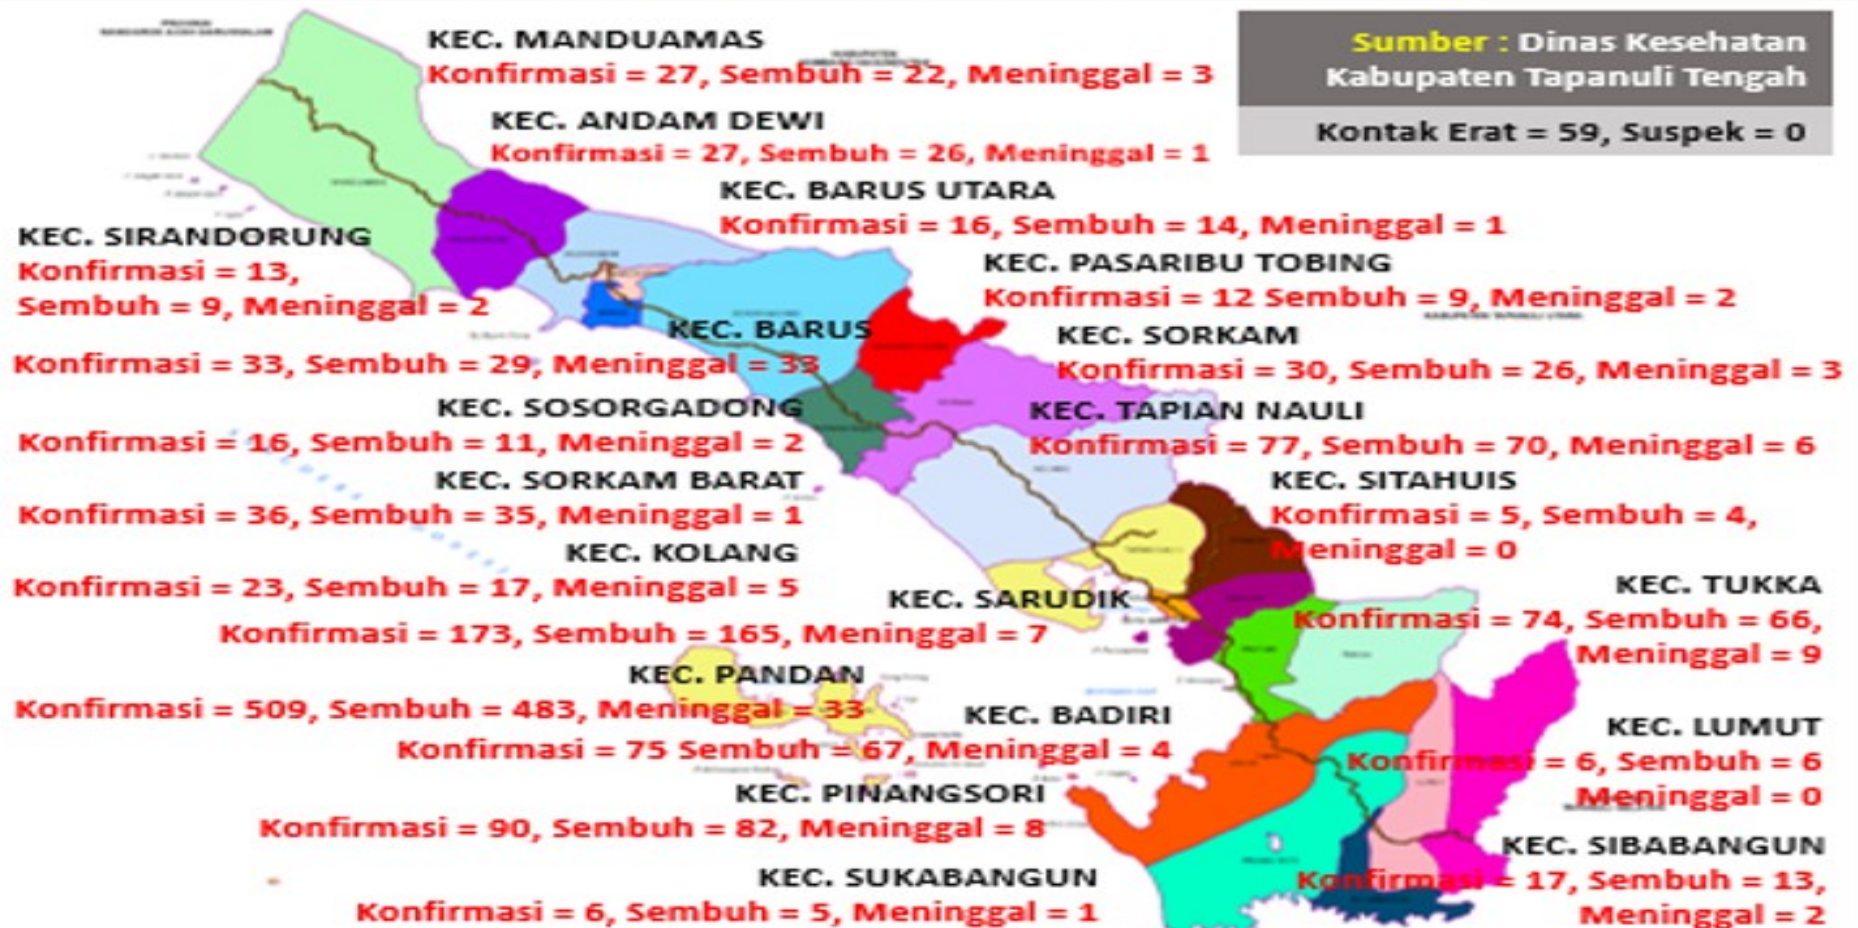 KEC. MANDUAMAS
Konfirmasi = 27, Sembuh = 22, Meninggal = 3
Sumber : Dinas Kesehatan
Kabupaten Tapanuli Tengah
Kontak Erat = 59, Suspek = 0
KEC. ANDAM DEWI
Konfirmasi = 27, Sembuh = 26, Meninggal = 1
KEC. BARUS UTARA
Konfirmasi = 16, Sembuh = 14, Meninggal = 1
KEC. SIRANDORUNG
Konfirmasi = 13,
Sembuh = 9, Meninggal = 2
KEC. PASARIBU TOBING
Konfirmasi = 12 Sembuh = 9, Meninggal = 2
KEC. BARUS
Konfirmasi = 33, Sembuh = 29, Meninggal = 33
KEC. SORKAM
Konfirmasi = 30, Sembuh = 26, Meninggal = 3
KEC. SOSORGADONG
Konfirmasi = 16, Sembuh = 11, Meninggal = 2
KEC. TAPIAN NAULI
Konfirmasi = 77, Sembuh = 70, Meninggal = 6
KEC. SORKAM BARAT
Konfirmasi = 36, Sembuh = 35, Meninggal = 1
KEC. SITAHUIS
Konfirmasi = 5, Sembuh = 4,
Meninggal = 0
KEC. KOLANG
Konfirmasi = 23, Sembuh = 17, Meninggal = 5
KEC. SARUDIK
Konfirmasi = 173, Sembuh = 165, Meninggal = 7
KEC. TUKKA
Konfirmasi = 74, Sembuh = 66,
Meninggal = 9
KEC. PANDAN
Konfirmasi = 509, Sembuh = 483, Meninggal = 33
KEC. BADIRI
Konfirmasi = 75 Sembuh = 67, Meninggal = 4
KEC. LUMUT
Konfirmasi = 6, Sembuh = 6
Meninggal = 0
KEC. PINANGSORI
Konfirmasi = 90, Sembuh = 82, Meninggal = 8
KEC. SIBABANGUN
Konfirmasi = 17, Sembuh = 13,
Meninggal = 2
KEC. SUKABANGUN
Konfirmasi = 6, Sembuh = 5, Meninggal = 1